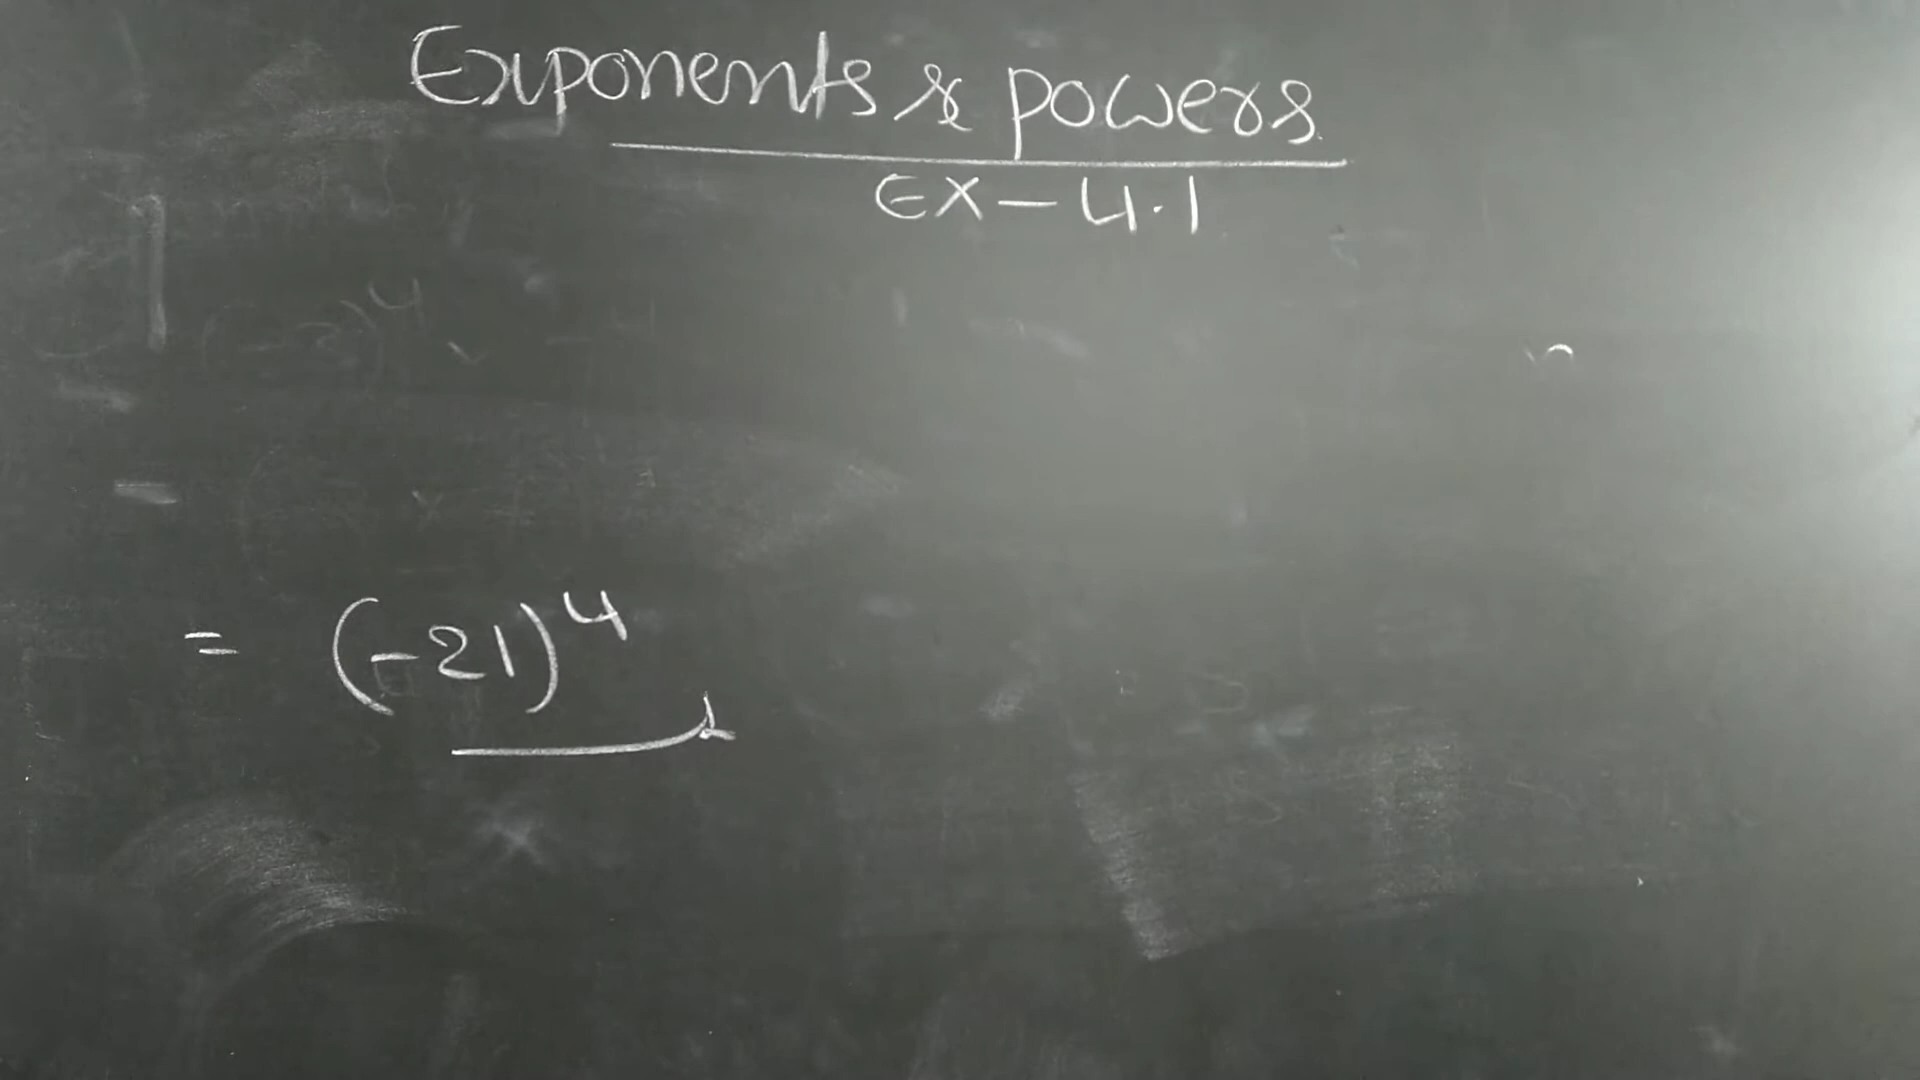 Exponents & powers
Ex - 4.1
= (-21)⁴